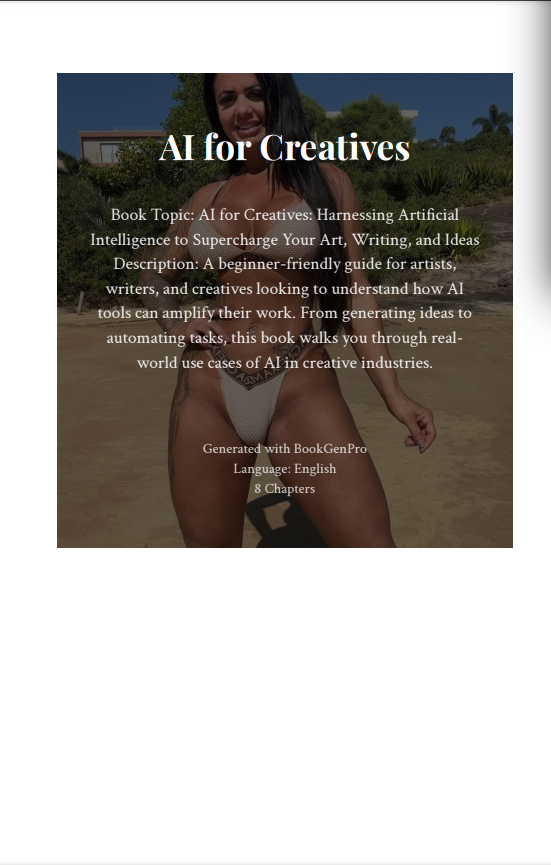 AI for Creatives
Book Topic: AI for Creatives: Harnessing Artificial
Intelligence to Supercharge Your Art, Writing, and Ideas
Description: A beginner-friendly guide for artists,
writers, and creatives looking to understand how AI
tools can amplify their work. From generating ideas to
automating tasks, this book walks you through real-
world use cases of AI in creative industries.
Generated with BookGenPro
Language: English
8 Chapters